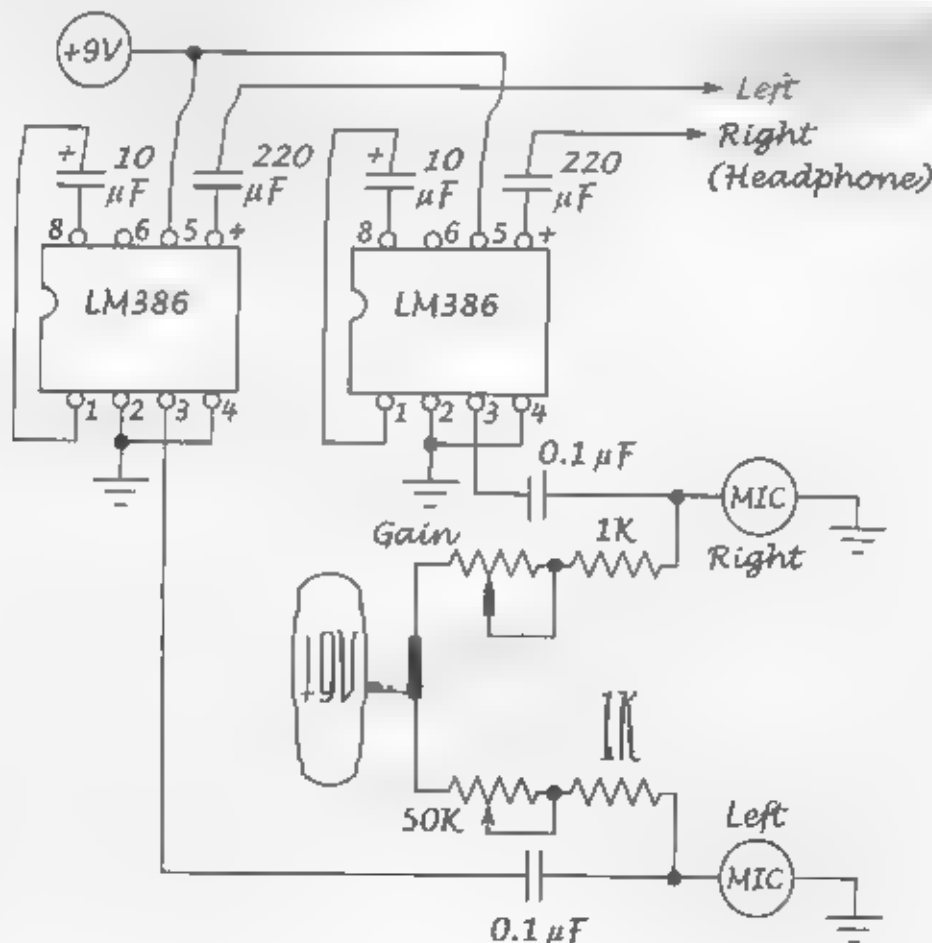 +9V
Left
Right
(Headphone)
+ 10 μF
220 μF
+ 10 μF
220 μF
8 6 5 +
8 6 5 +
LM386
LM386
1 2 3 4
1 2 3 4
0.1 μF
MIC
Right
Gain
1K
+9V
1K
50K
Left
MIC
0.1 μF